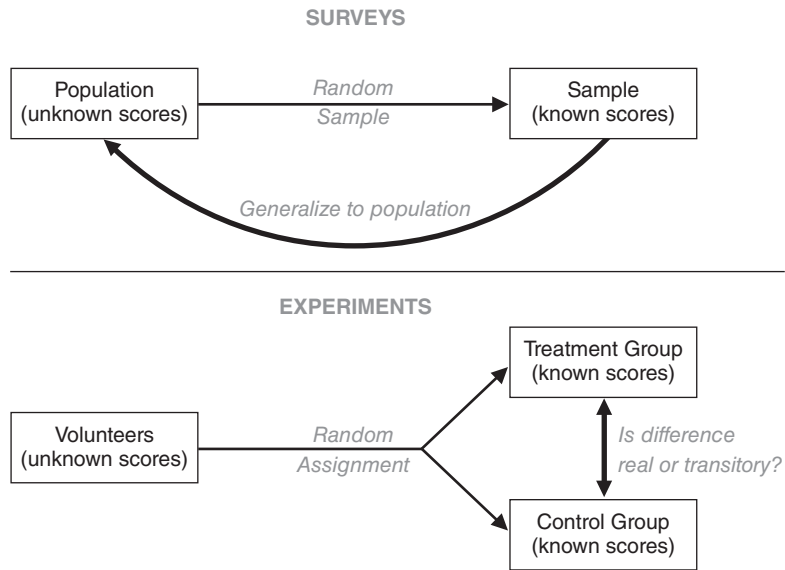 SURVEYS
Population
(unknown scores)
Random
Sample
Sample
(known scores)
Generalize to population
EXPERIMENTS
Volunteers
(unknown scores)
Random
Assignment
Treatment Group
(known scores)
Is difference
real or transitory?
Control Group
(known scores)